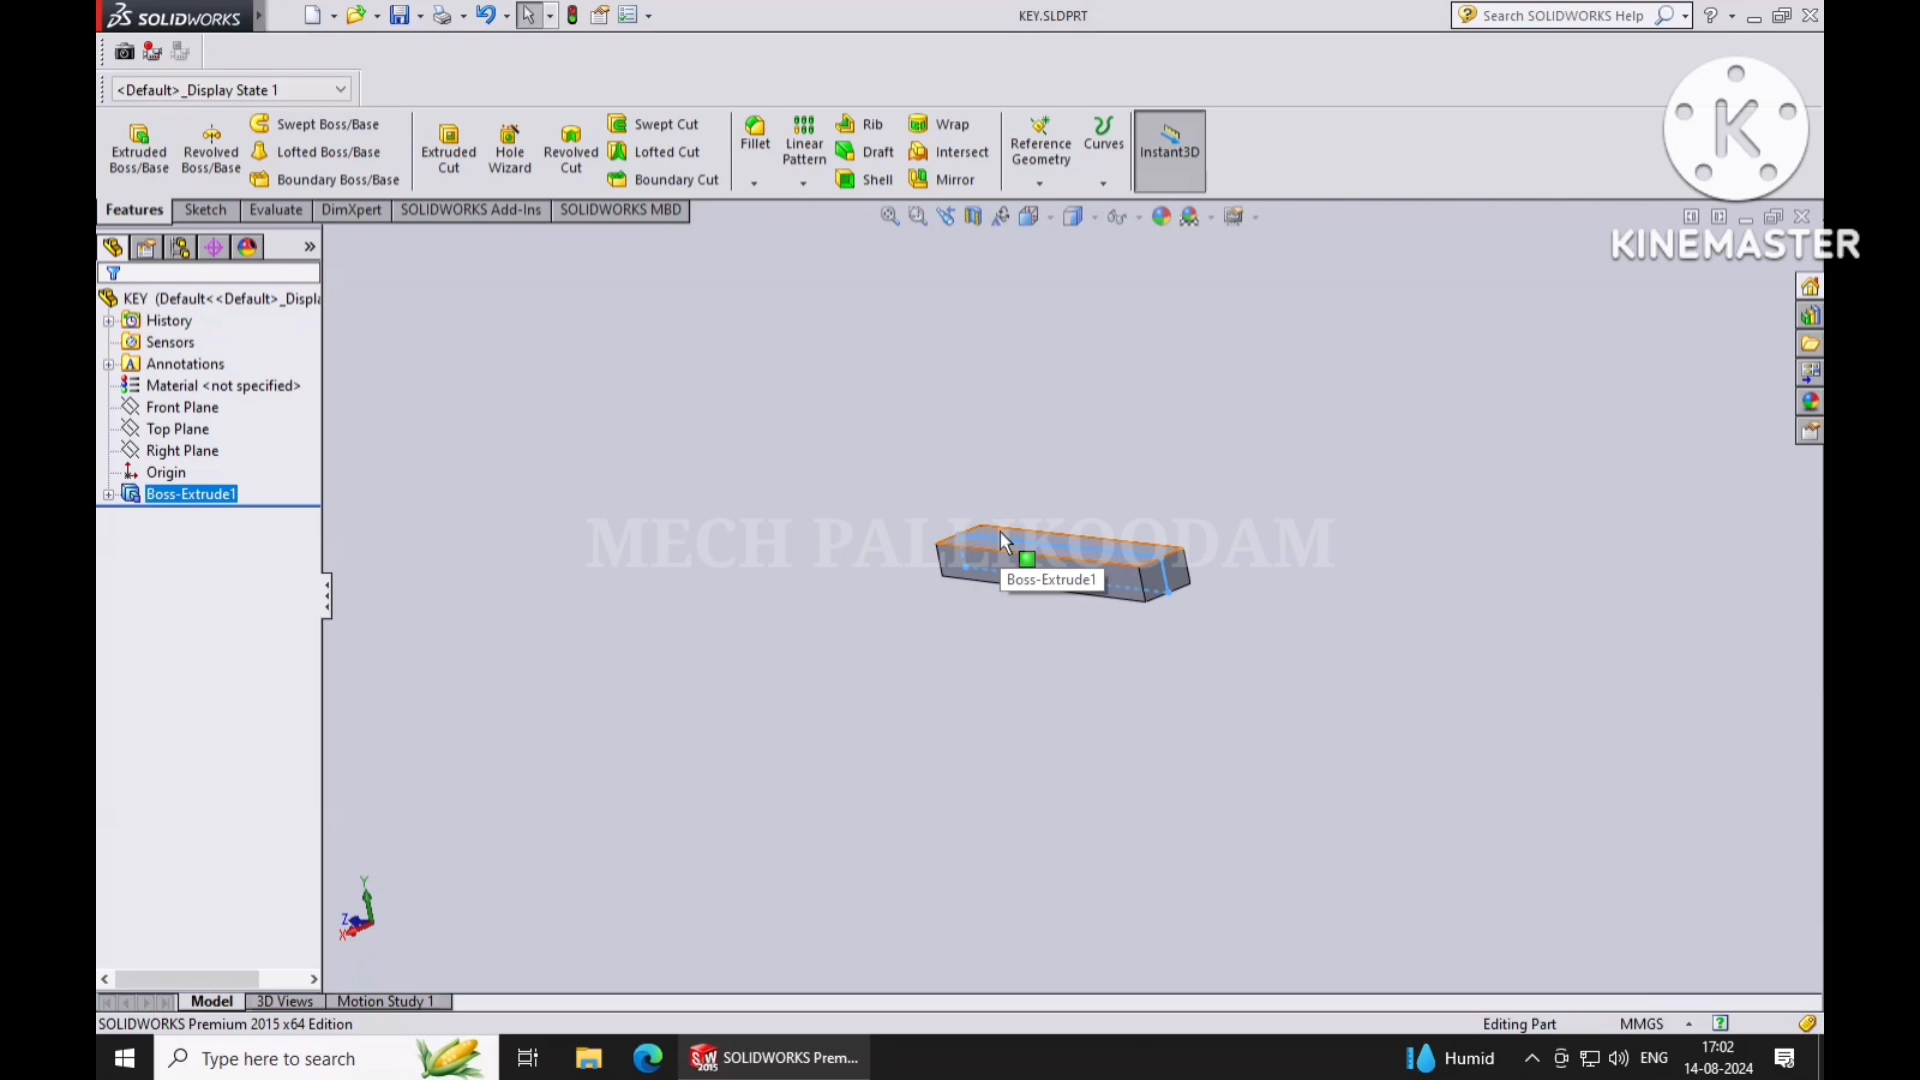 SOLIDWORKS
KEY.SLDPRT
Search SOLIDWORKS Help
<Default>_Display State 1
Extruded Boss/Base
Revolved Boss/Base
Swept Boss/Base
Lofted Boss/Base
Boundary Boss/Base
Extruded Cut
Hole Wizard
Revolved Cut
Swept Cut
Lofted Cut
Boundary Cut
Fillet
Linear Pattern
Rib
Draft
Shell
Wrap
Intersect
Mirror
Reference Geometry
Curves
Instant3D
K
KINEMASTER
Features
Sketch
Evaluate
DimXpert
SOLIDWORKS Add-Ins
SOLIDWORKS MBD
KEY (Default<<Default>_Displa
History
Sensors
Annotations
Material <not specified>
Front Plane
Top Plane
Right Plane
Origin
Boss-Extrude1
MECH PALLIKOODAM
Boss-Extrude1
Y
Z
X
Model
3D Views
Motion Study 1
SOLIDWORKS Premium 2015 x64 Edition
Editing Part
MMGS
Type here to search
SOLIDWORKS Prem...
Humid
ENG
17:02
14-08-2024